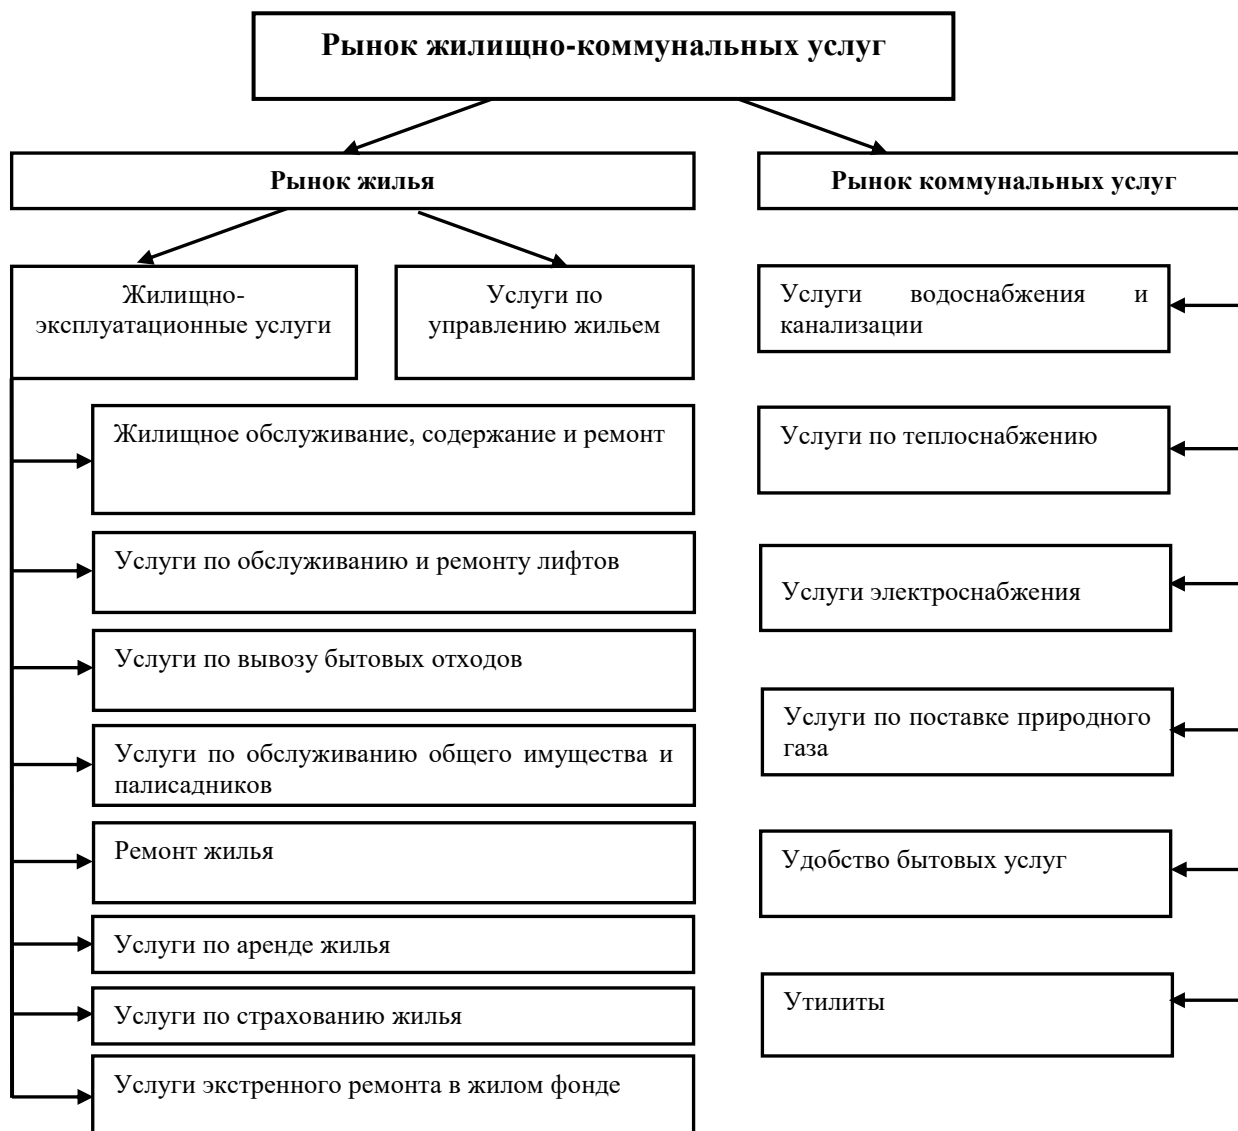 Рынок жилищно-коммунальных услуг
Рынок жилья
Рынок коммунальных услуг
Жилищно-
эксплуатационные услуги
Услуги по
управлению жильем
Жилищное обслуживание, содержание и ремонт
Услуги по обслуживанию и ремонту лифтов
Услуги по вывозу бытовых отходов
Услуги по обслуживанию общего имущества и
палисадников
Ремонт жилья
Услуги по аренде жилья
Услуги по страхованию жилья
Услуги экстренного ремонта в жилом фонде
Услуги водоснабжения и
канализации
Услуги по теплоснабжению
Услуги электроснабжения
Услуги по поставке природного
газа
Удобство бытовых услуг
Утилиты